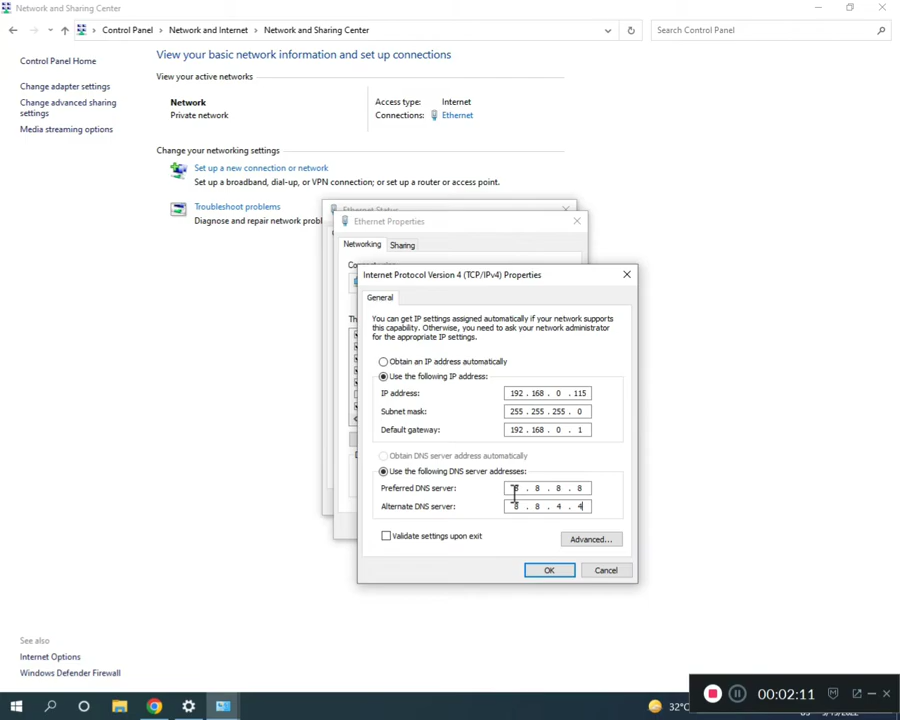 Network and Sharing Center
Control Panel > Network and Internet > Network and Sharing Center
Search Control Panel
Control Panel Home
Change adapter settings
Change advanced sharing
settings
Media streaming options
View your basic network information and set up connections
View your active networks
Network
Private network
Access type: Internet
Connections: Ethernet
Change your networking settings
Set up a new connection or network
Set up a broadband, dial-up, or VPN connection; or set up a router or access point.
Troubleshoot problems
Diagnose and repair network probl
Ethernet Status
Ethernet Properties
Networking Sharing
Internet Protocol Version 4 (TCP/IPv4) Properties
General
You can get IP settings assigned automatically if your network supports
this capability. Otherwise, you need to ask your network administrator
for the appropriate IP settings.
Obtain an IP address automatically
Use the following IP address:
IP address: 192 . 168 . 0 . 115
Subnet mask: 255 . 255 . 255 . 0
Default gateway: 192 . 168 . 0 . 1
Obtain DNS server address automatically
Use the following DNS server addresses:
Preferred DNS server: 8 . 8 . 8 . 8
Alternate DNS server: 8 . 8 . 4 . 4
Validate settings upon exit
Advanced...
OK Cancel
See also
Internet Options
Windows Defender Firewall
00:02:11
32°C